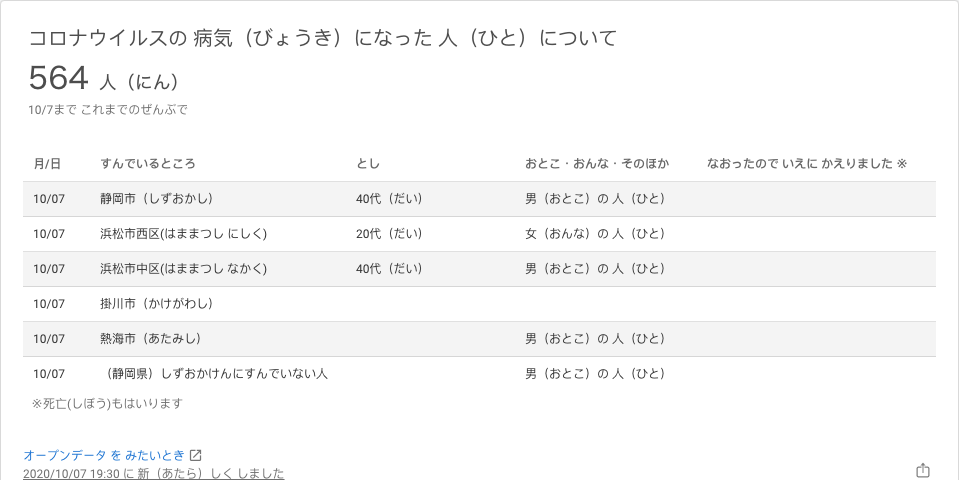 コロナウイルスの 病気（びょうき）になった 人（ひと）について
564 人（にん）
10/7まで これまでのぜんぶで
月/日 すんでいるところ とし おとこ・おんな・そのほか なおったので いえに かえりました ※
10/07 静岡市（しずおかし） 40代（だい） 男（おとこ）の 人（ひと）
10/07 浜松市西区(はままつし にしく) 20代（だい） 女（おんな）の 人（ひと）
10/07 浜松市中区(はままつし なかく) 40代（だい） 男（おとこ）の 人（ひと）
10/07 掛川市（かけがわし）
10/07 熱海市（あたみし） 男（おとこ）の 人（ひと）
10/07 （静岡県）しずおかけんにすんでいない人 男（おとこ）の 人（ひと）
※死亡(しぼう)もはいります
オープンデータ を みたいとき
2020/10/07 19:30 に 新（あたら）しく しました